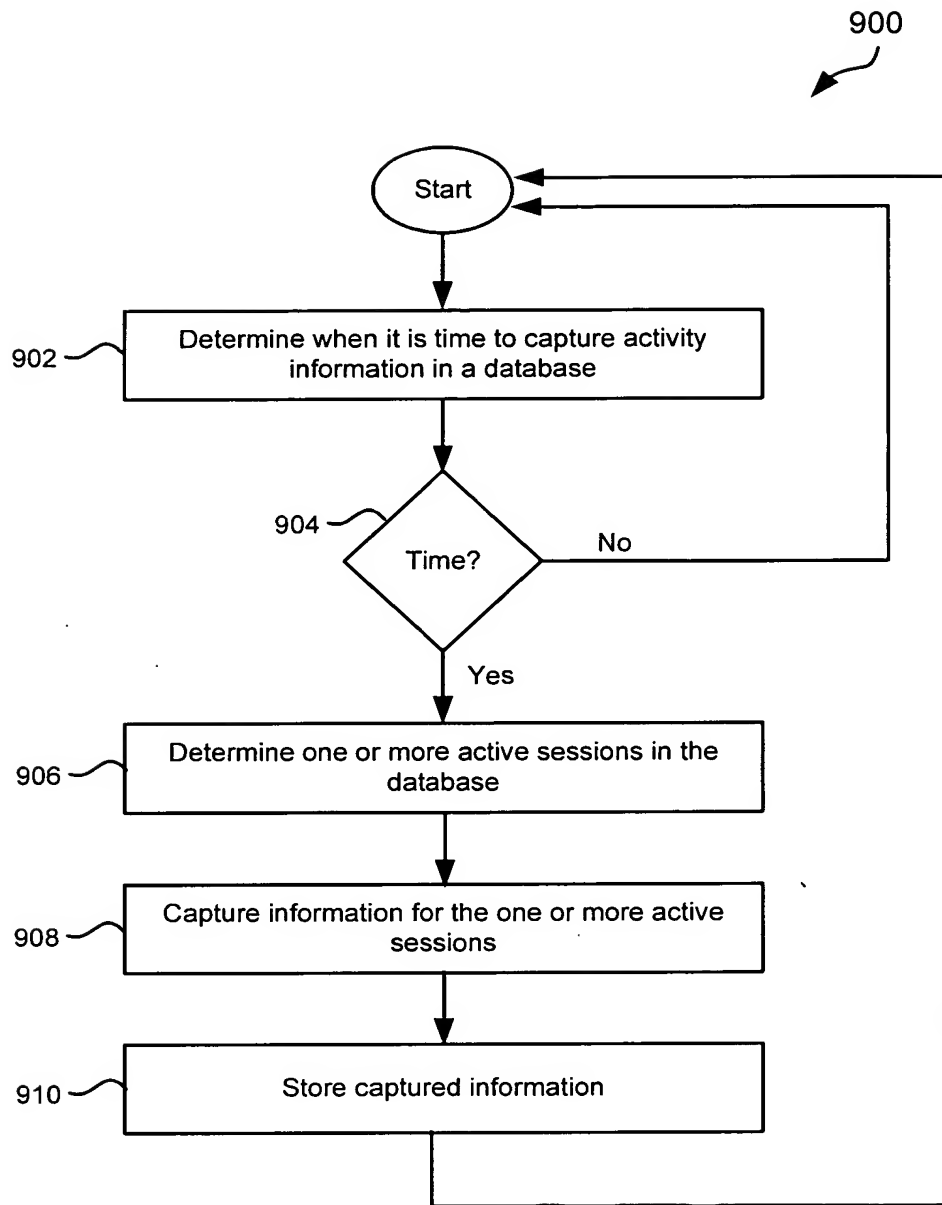 900
Start
902
Determine when it is time to capture activity
information in a database
904
Time?
No
Yes
906
Determine one or more active sessions in the
database
908
Capture information for the one or more active
sessions
910
Store captured information